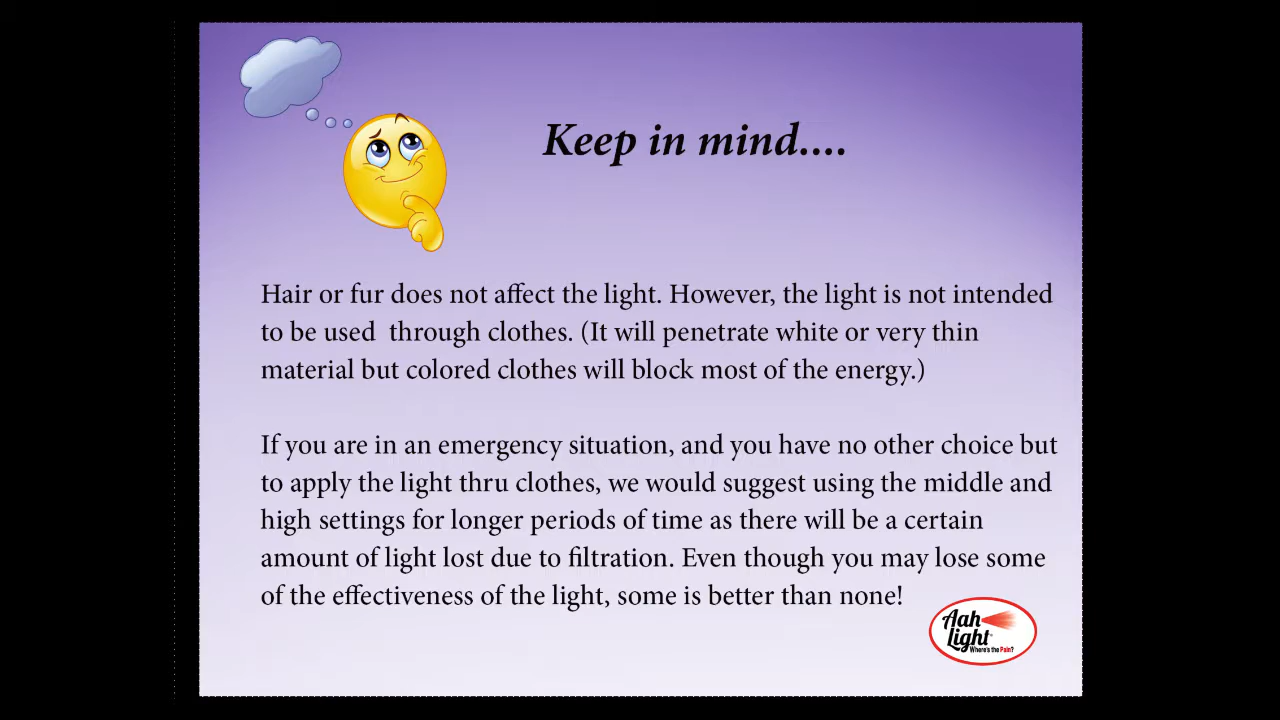 Keep in mind....
Hair or fur does not affect the light. However, the light is not intended
to be used  through clothes. (It will penetrate white or very thin
material but colored clothes will block most of the energy.)
If you are in an emergency situation, and you have no other choice but
to apply the light thru clothes, we would suggest using the middle and
high settings for longer periods of time as there will be a certain
amount of light lost due to filtration. Even though you may lose some
of the effectiveness of the light, some is better than none!
Aah
Light
Where's the Pain?